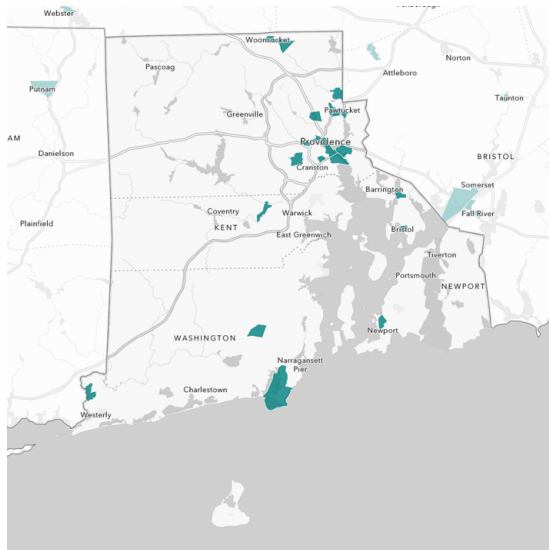 Webster
Woonsocket
Norton
Pascoag
Attleboro
Putnam
Taunton
Greenville
Pawtucket
AM
Providence
Danielson
BRISTOL
Cranston
Somerset
Barrington
Coventry
Warwick
Fall River
Plainfield
KENT
East Greenwich
Bristol
Tiverton
Portsmouth
NEWPORT
Newport
WASHINGTON
Narragansett
Pier
Charlestown
Westerly